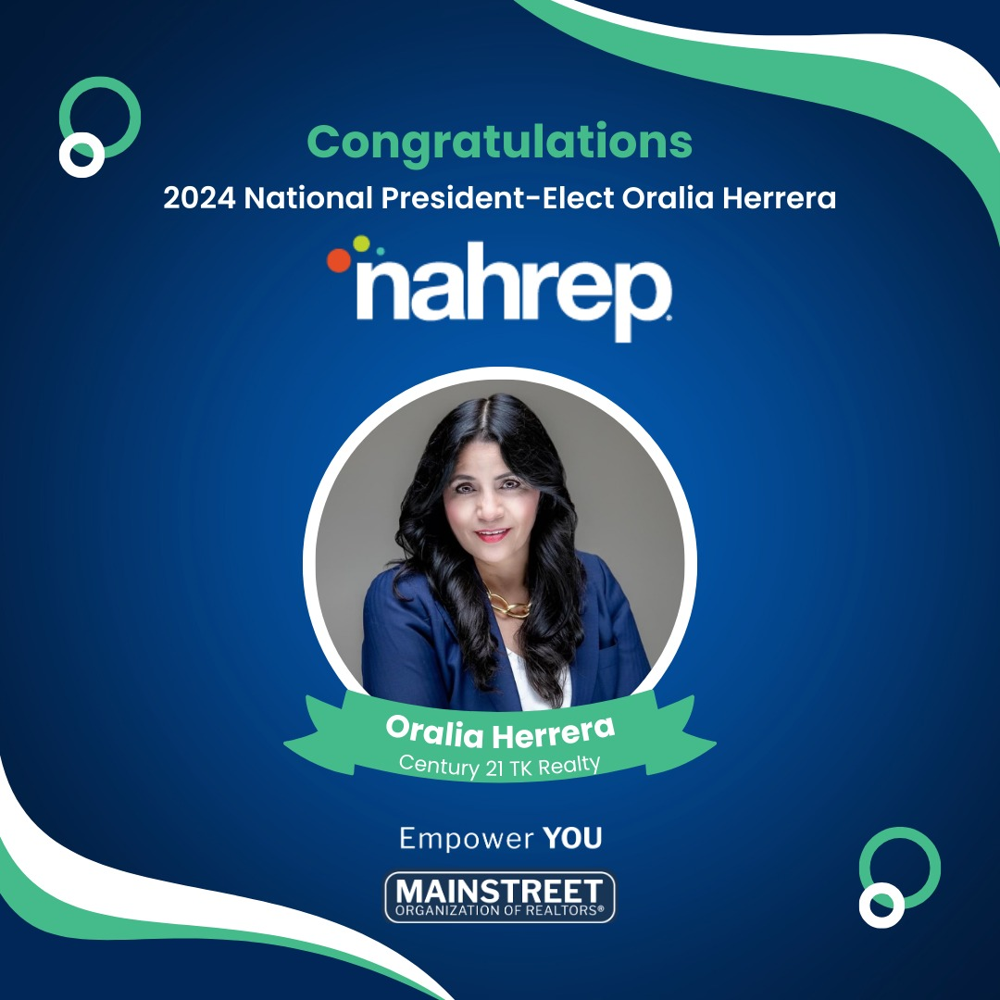 Congratulations
2024 National President-Elect Oralia Herrera
nahrep
Oralia Herrera
Century 21 TK Realty
Empower YOU
MAINSTREET
ORGANIZATION OF REALTORS®